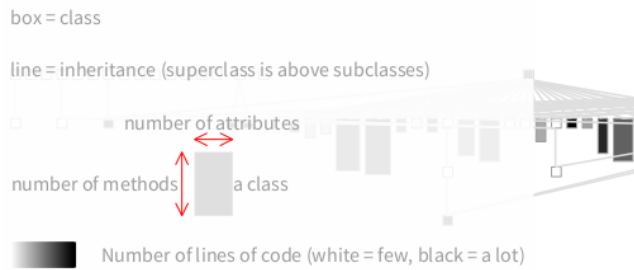 box = class
line = inheritance (superclass is above subclasses)
number of attributes
number of methods
a class
Number of lines of code (white = few, black = a lot)